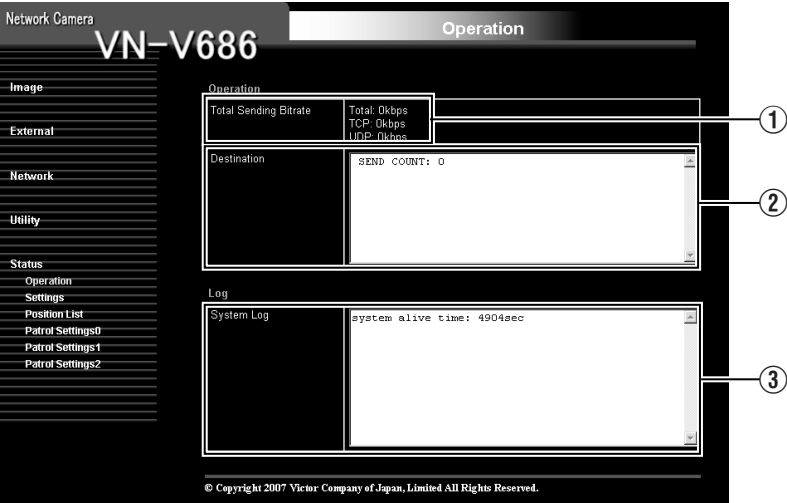 Network Camera
VN-V686
Operation
Image
External
Network
Utility
Status
Operation
Settings
Position List
Patrol Settings0
Patrol Settings1
Patrol Settings2
Operation
Total Sending Bitrate
Total: 0kbps
TCP: 0kbps
UDP: 0kbps
①
Destination
SEND COUNT: 0
②
Log
System Log
system alive time: 4904sec
③
© Copyright 2007 Victor Company of Japan, Limited All Rights Reserved.